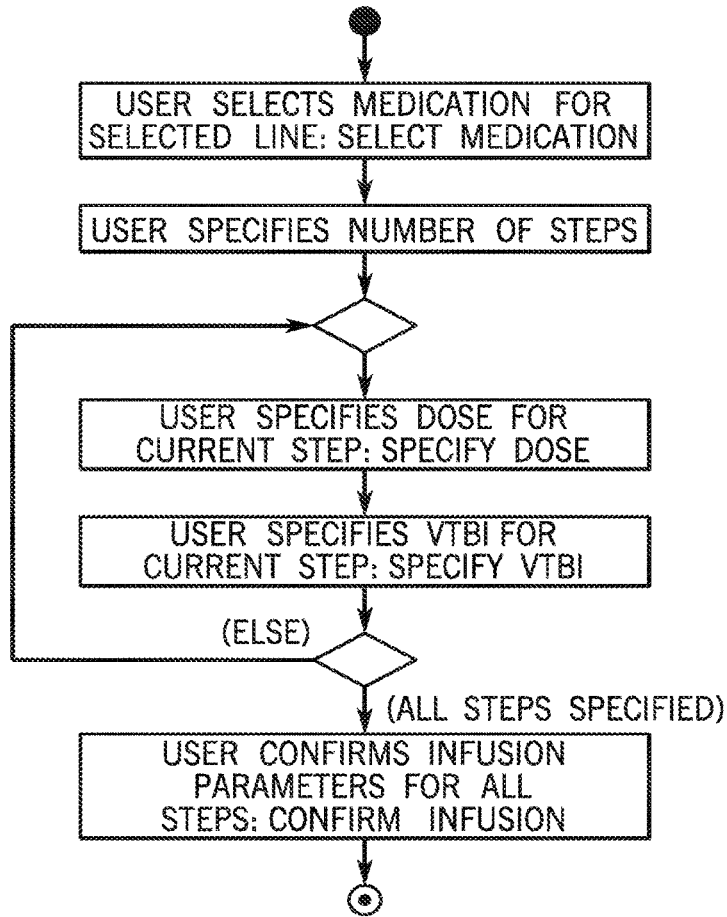 USER SELECTS MEDICATION FOR
SELECTED LINE: SELECT MEDICATION
USER SPECIFIES NUMBER OF STEPS
USER SPECIFIES DOSE FOR
CURRENT STEP: SPECIFY DOSE
USER SPECIFIES VTBI FOR
CURRENT STEP: SPECIFY VTBI
(ELSE)
(ALL STEPS SPECIFIED)
USER CONFIRMS INFUSION
PARAMETERS FOR ALL
STEPS: CONFIRM INFUSION